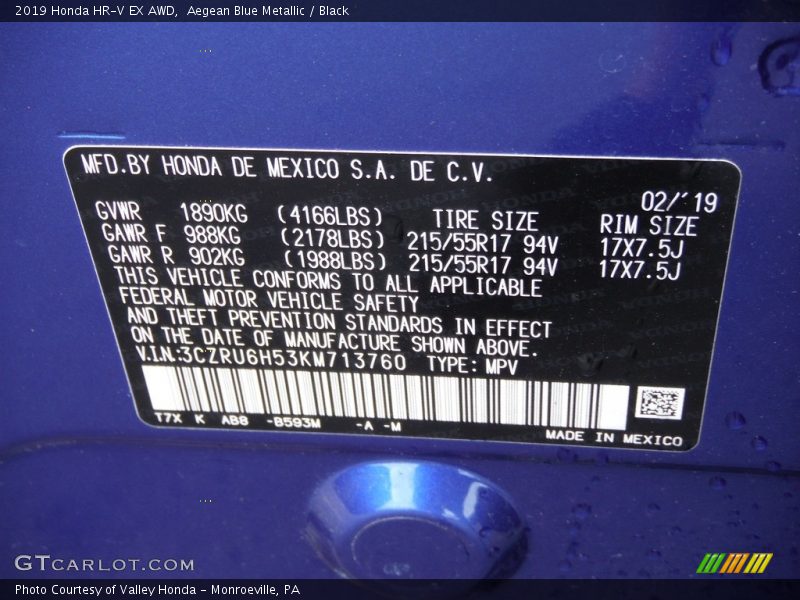 2019 Honda HR-V EX AWD,  Aegean Blue Metallic / Black
MFD.BY HONDA DE MEXICO S.A. DE C.V.
02/'19
GVWR 1890KG (4166LBS) TIRE SIZE RIM SIZE
GAWR F 988KG (2178LBS) 215/55R17 94V 17X7.5J
GAWR R 902KG (1988LBS) 215/55R17 94V 17X7.5J
THIS VEHICLE CONFORMS TO ALL APPLICABLE
FEDERAL MOTOR VEHICLE SAFETY
AND THEFT PREVENTION STANDARDS IN EFFECT
ON THE DATE OF MANUFACTURE SHOWN ABOVE.
V.I.N:3CZRU6H53KM713760 TYPE: MPV
T7X K AB8 -B593M -A -M
MADE IN MEXICO
GTCARLOT.COM
Photo Courtesy of Valley Honda - Monroeville, PA